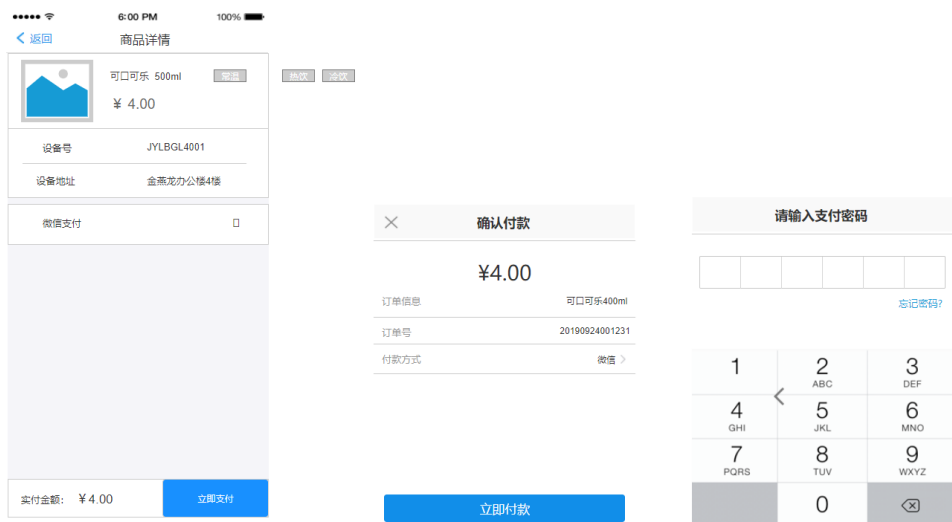 6:00 PM
100%
返回
商品详情
可口可乐 500ml
常温
热饮
冷饮
¥ 4.00
设备号
JYLBGL4001
设备地址
金燕龙办公楼4楼
微信支付
实付金额： ¥4.00
立即支付
确认付款
¥4.00
订单信息
可口可乐400ml
订单号
20190924001231
付款方式
微信
立即付款
请输入支付密码
忘记密码?
1
2
ABC
3
DEF
4
GHI
5
JKL
6
MNO
7
PQRS
8
TUV
9
WXYZ
0